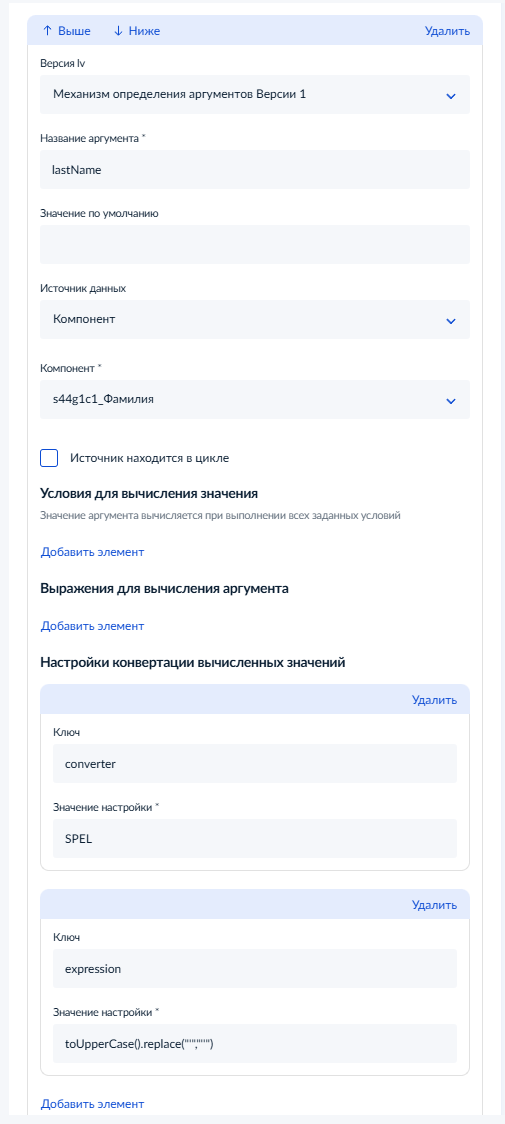 ↑ Выше ↓ Ниже Удалить
Версия lv
Механизм определения аргументов Версии 1
Название аргумента *
lastName
Значение по умолчанию
Источник данных
Компонент
Компонент *
s44g1c1_Фамилия
Источник находится в цикле
Условия для вычисления значения
Значение аргумента вычисляется при выполнении всех заданных условий
Добавить элемент
Выражения для вычисления аргумента
Добавить элемент
Настройки конвертации вычисленных значений
Удалить
Ключ
converter
Значение настройки *
SPEL
Удалить
Ключ
expression
Значение настройки *
toUpperCase().replace("'","''")
Добавить элемент